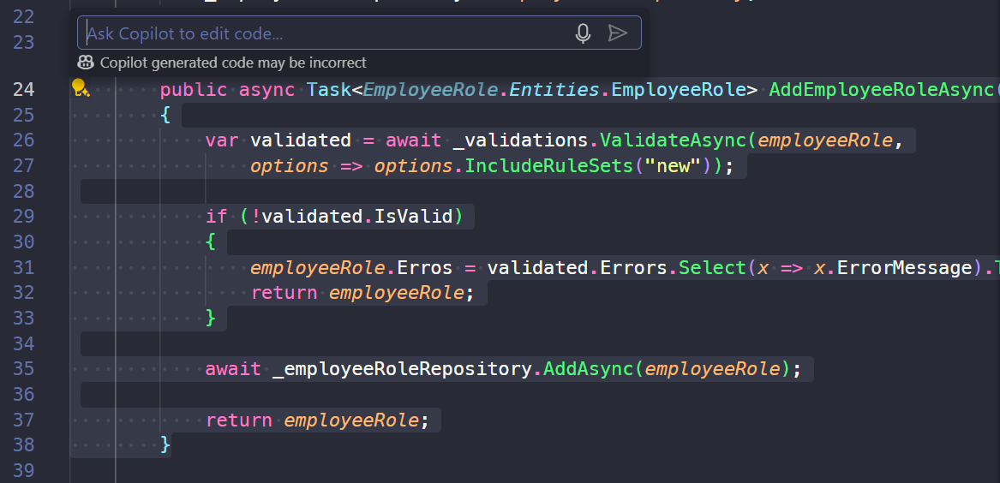 22
Ask Copilot to edit code...
23
Copilot generated code may be incorrect
24 public async Task<EmployeeRole.Entities.EmployeeRole> AddEmployeeRoleAsync(
25 {
26 var validated = await _validations.ValidateAsync(employeeRole,
27 options => options.IncludeRuleSets("new"));
28
29 if (!validated.IsValid)
30 {
31 employeeRole.Erros = validated.Errors.Select(x => x.ErrorMessage).
32 return employeeRole;
33 }
34
35 await _employeeRoleRepository.AddAsync(employeeRole);
36
37 return employeeRole;
38 }
39